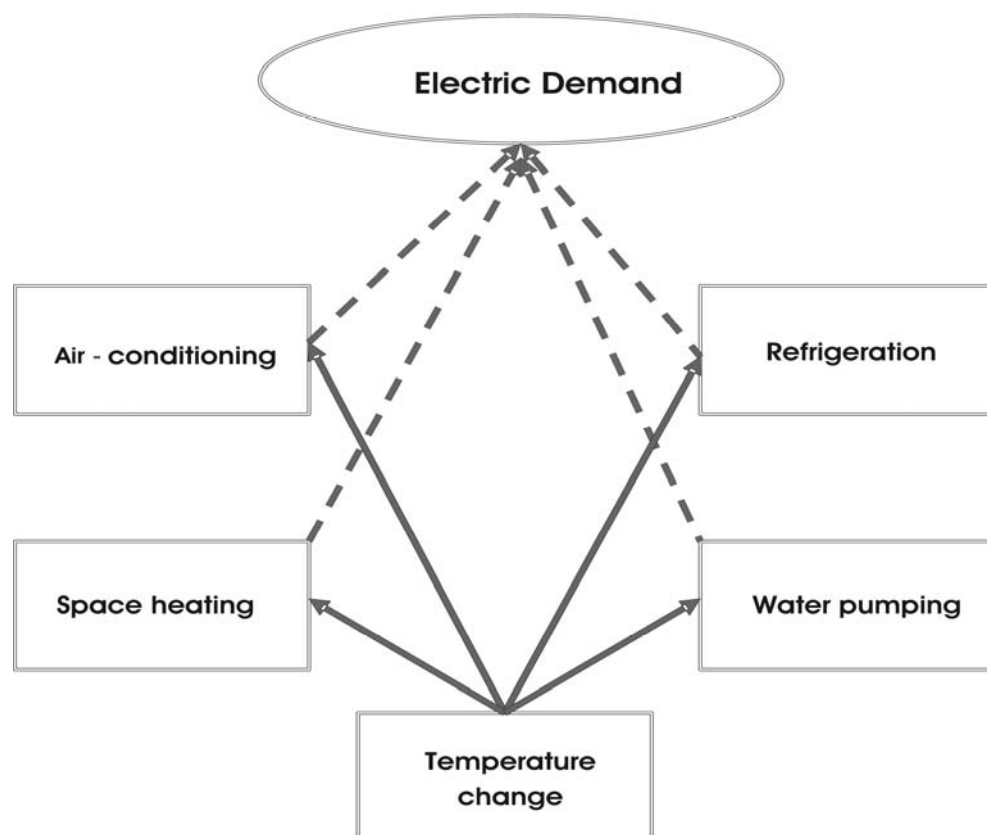 Electric Demand
Air - conditioning
Refrigeration
Space heating
Water pumping
Temperature
change